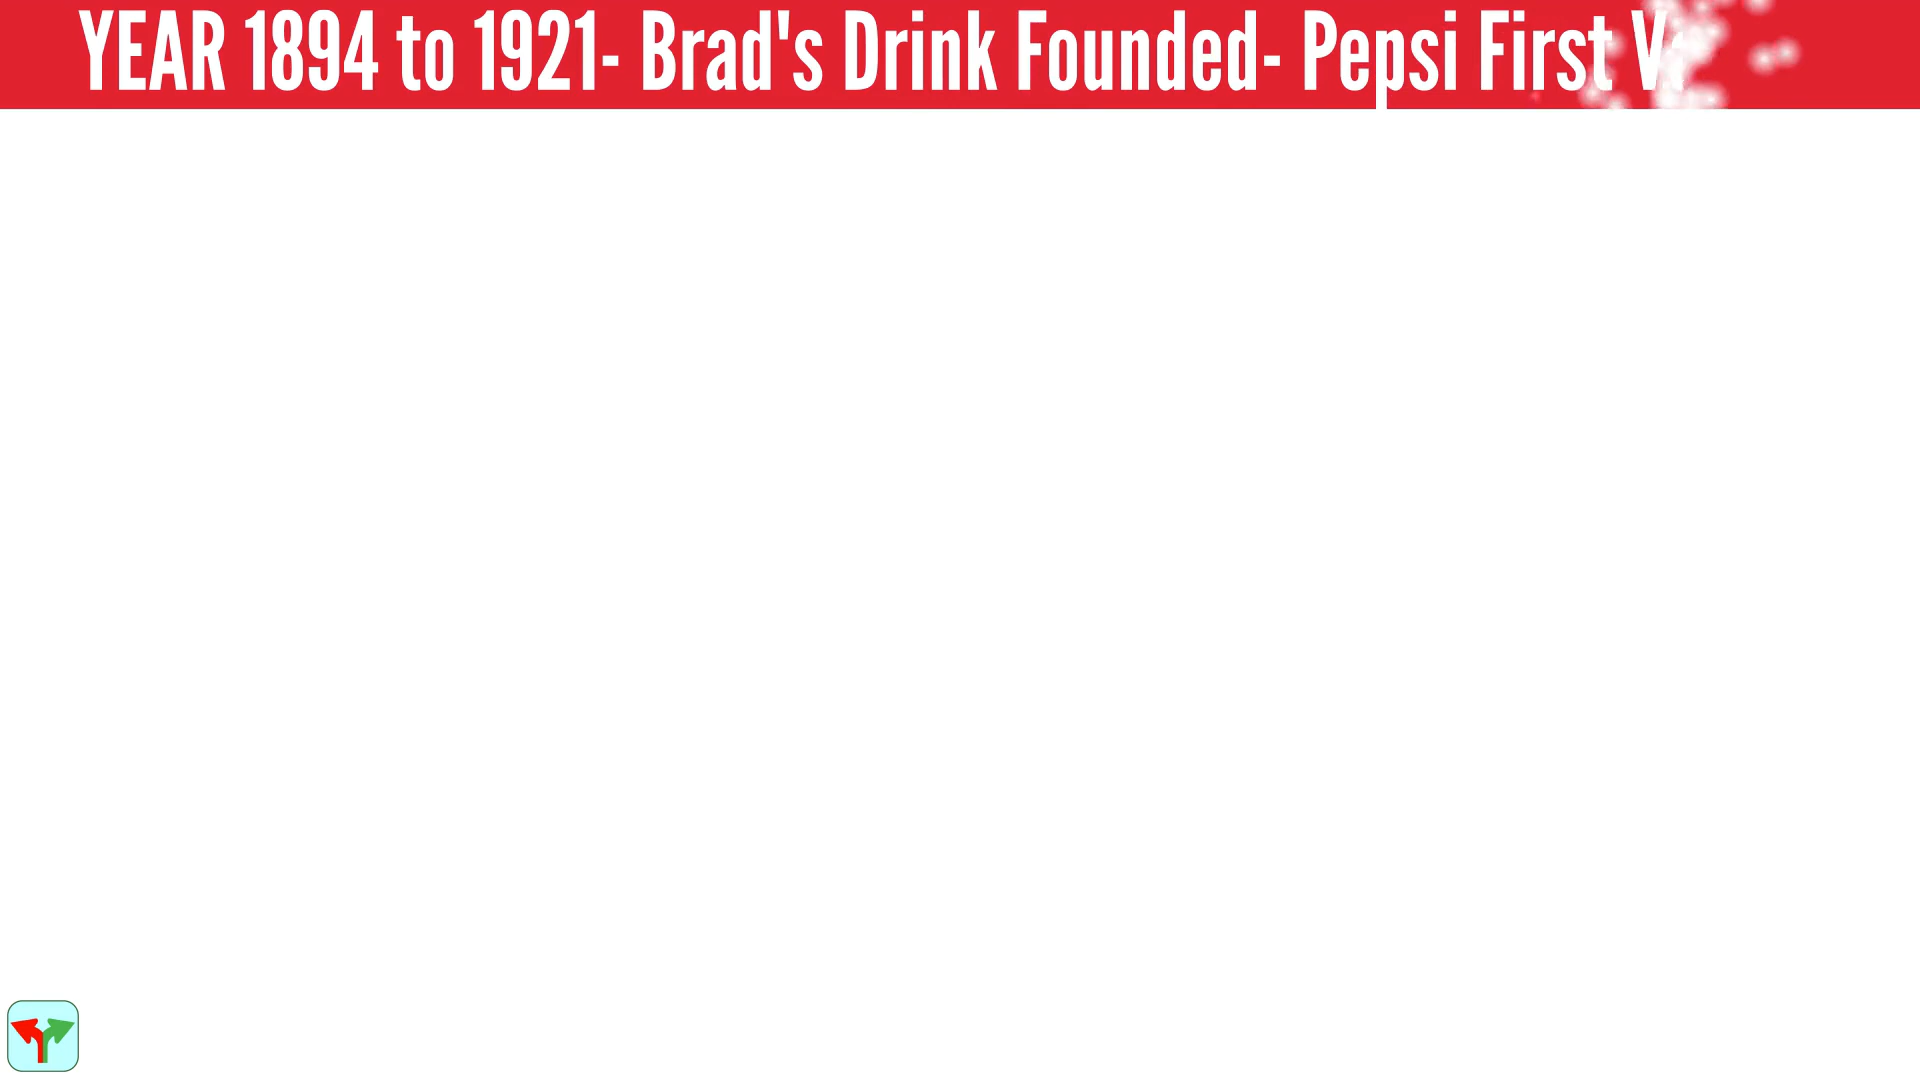 YEAR 1894 to 1921- Brad's Drink Founded- Pepsi First